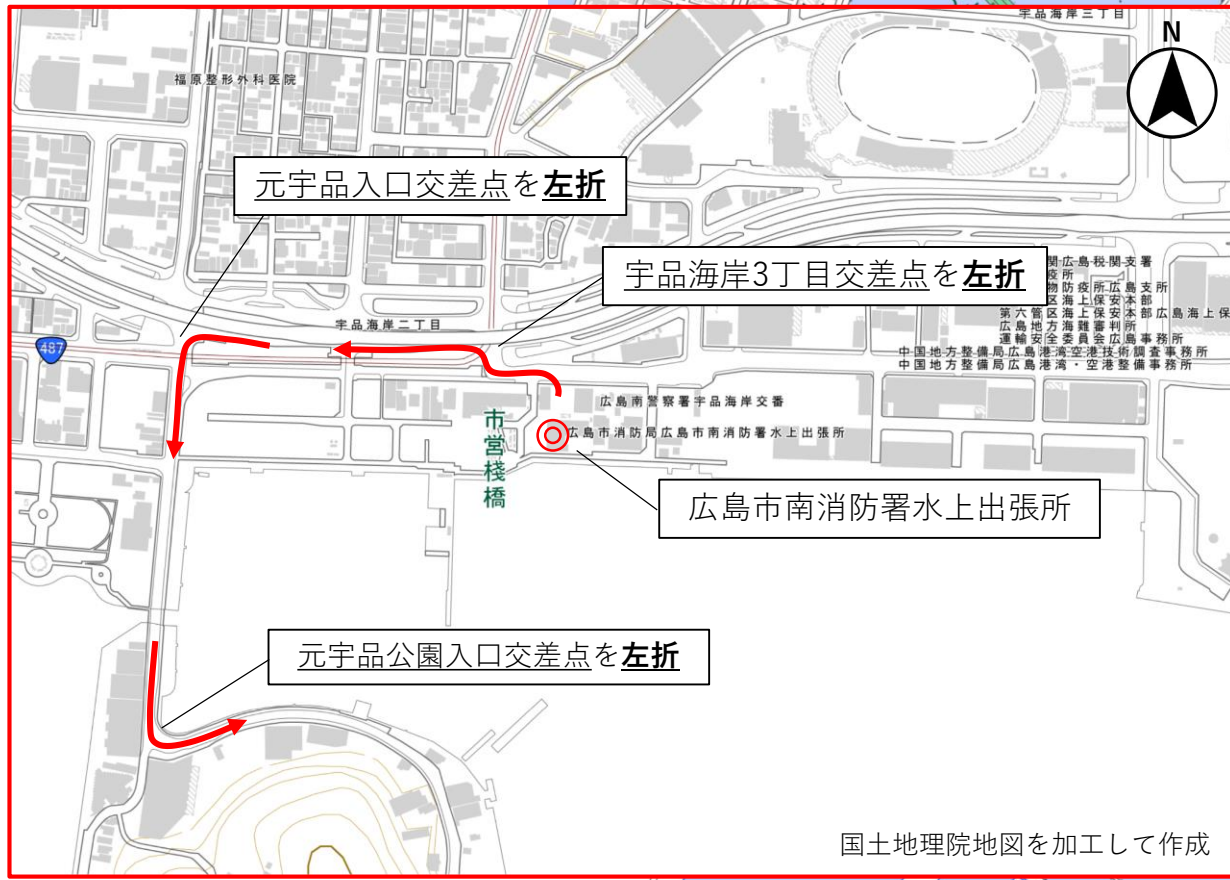 宇品海岸三丁目
N
福原整形外科医院
元宇品入口交差点を左折
宇品海岸3丁目交差点を左折
関広島税関支署
疫所
物防疫所広島支所
区海上保安本部
第六管区海上保安本部広島海上保
広島地方海難審判所
運輸安全委員会広島事務所
中国地方整備局広島港湾空港技術調査事務所
中国地方整備局広島港湾・空港整備事務所
宇品海岸二丁目
487
広島南警察署宇品海岸交番
市営棧橋
広島市消防局広島市南消防署水上出張所
広島市南消防署水上出張所
元宇品公園入口交差点を左折
国土地理院地図を加工して作成